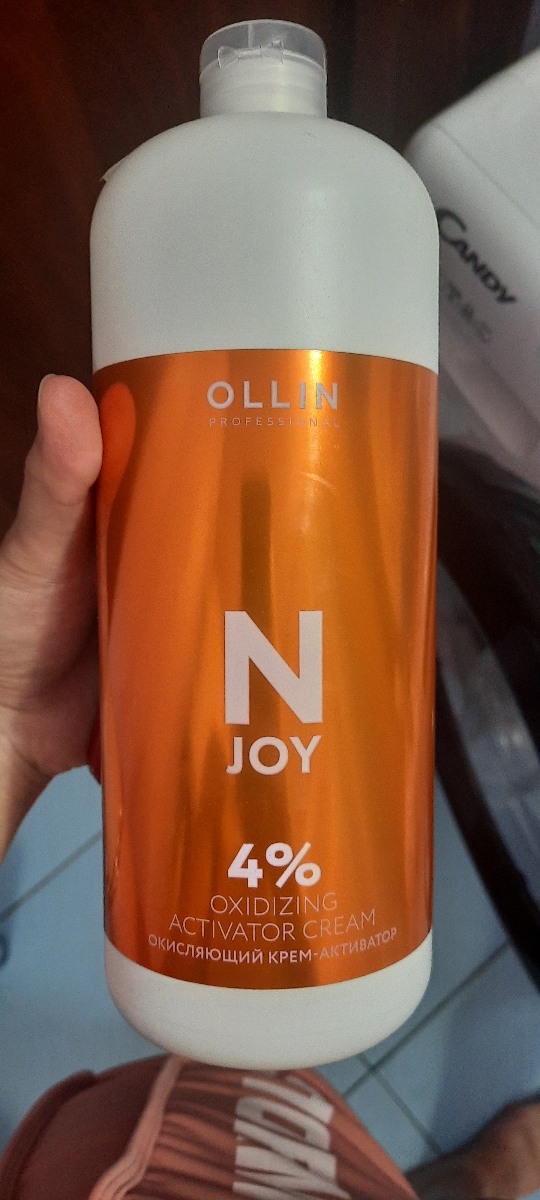 OLLIN
PROFESSIONAL
N
JOY
4%
OXIDIZING
ACTIVATOR CREAM
ОКИСЛЯЮЩИЙ КРЕМ-АКТИВАТОР
CANDY